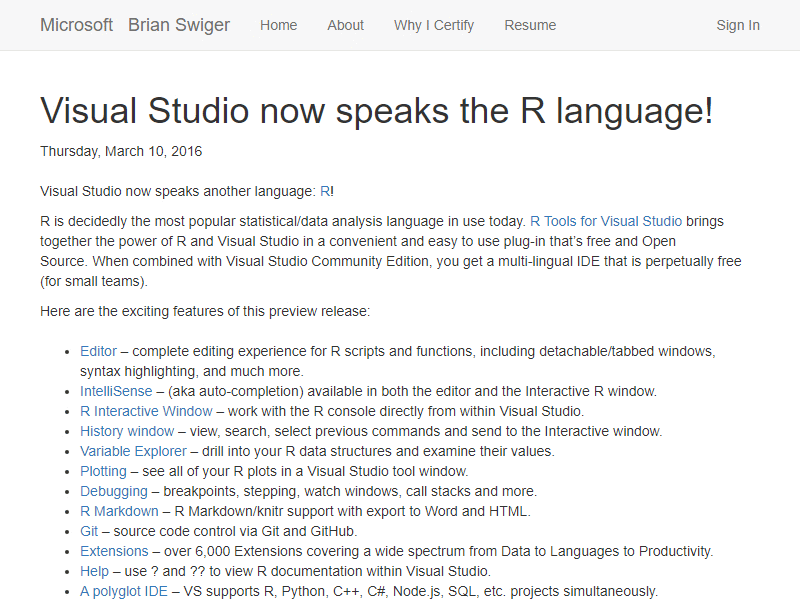 Microsoft Brian Swiger Home About Why I Certify Resume Sign In
Visual Studio now speaks the R language!
Thursday, March 10, 2016
Visual Studio now speaks another language: R!
R is decidedly the most popular statistical/data analysis language in use today. R Tools for Visual Studio brings
together the power of R and Visual Studio in a convenient and easy to use plug-in that’s free and Open
Source. When combined with Visual Studio Community Edition, you get a multi-lingual IDE that is perpetually free
(for small teams).
Here are the exciting features of this preview release:
• Editor – complete editing experience for R scripts and functions, including detachable/tabbed windows,
syntax highlighting, and much more.
• IntelliSense – (aka auto-completion) available in both the editor and the Interactive R window.
• R Interactive Window – work with the R console directly from within Visual Studio.
• History window – view, search, select previous commands and send to the Interactive window.
• Variable Explorer – drill into your R data structures and examine their values.
• Plotting – see all of your R plots in a Visual Studio tool window.
• Debugging – breakpoints, stepping, watch windows, call stacks and more.
• R Markdown – R Markdown/knitr support with export to Word and HTML.
• Git – source code control via Git and GitHub.
• Extensions – over 6,000 Extensions covering a wide spectrum from Data to Languages to Productivity.
• Help – use ? and ?? to view R documentation within Visual Studio.
• A polyglot IDE – VS supports R, Python, C++, C#, Node.js, SQL, etc. projects simultaneously.